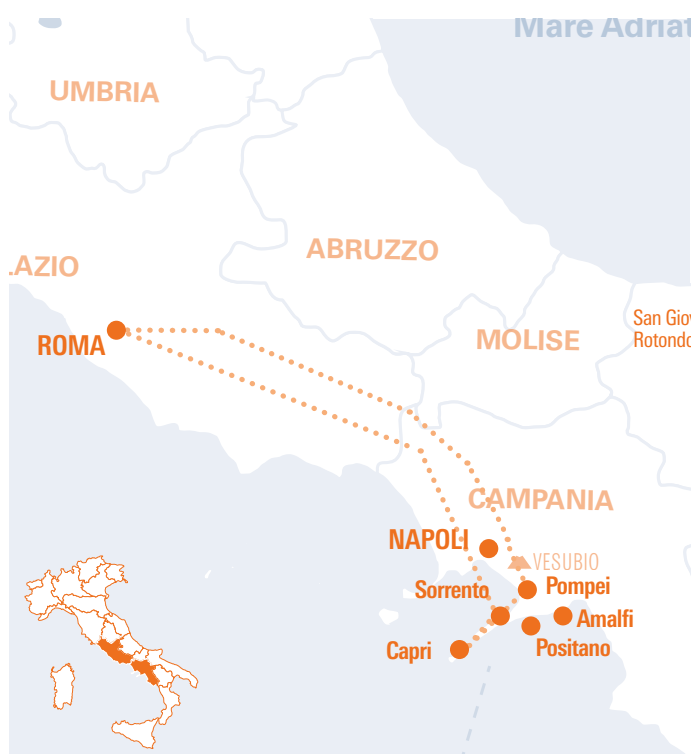 Mare Adriat
UMBRIA
ABRUZZO
LAZIO
San Giov
Rotondo
ROMA
MOLISE
CAMPANIA
NAPOLI
VESUBIO
Sorrento
Pompei
Amalfi
Capri
Positano